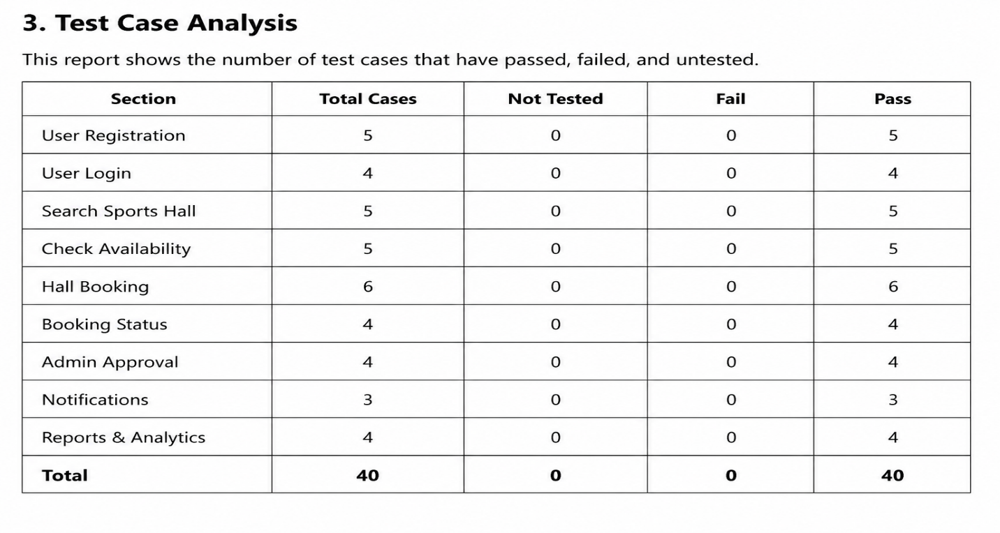 3. Test Case Analysis
This report shows the number of test cases that have passed, failed, and untested.
Section Total Cases Not Tested Fail Pass
User Registration 5 0 0 5
User Login 4 0 0 4
Search Sports Hall 5 0 0 5
Check Availability 5 0 0 5
Hall Booking 6 0 0 6
Booking Status 4 0 0 4
Admin Approval 4 0 0 4
Notifications 3 0 0 3
Reports & Analytics 4 0 0 4
Total 40 0 0 40